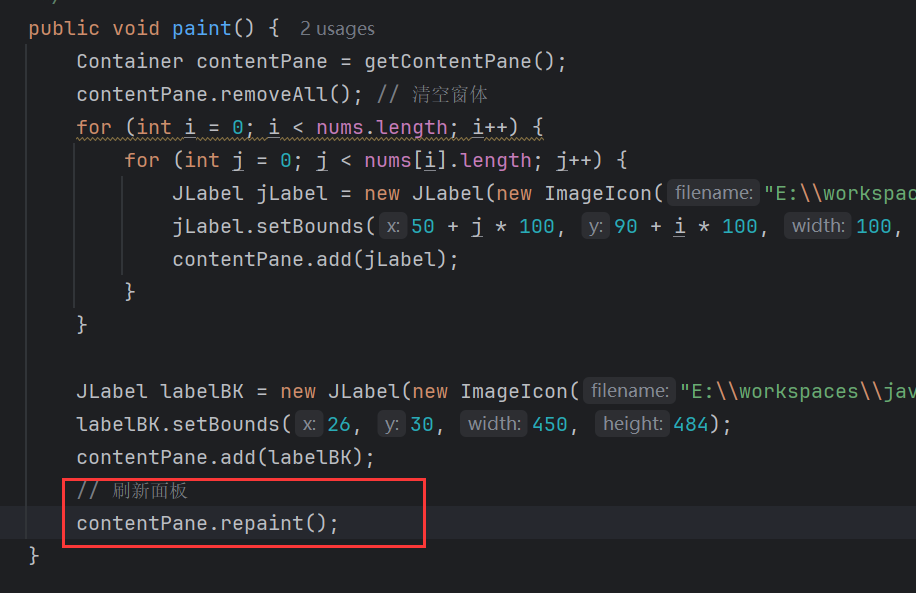 public void paint() { 2 usages
Container contentPane = getContentPane();
contentPane.removeAll(); // 清空窗体
for (int i = 0; i < nums.length; i++) {
for (int j = 0; j < nums[i].length; j++) {
JLabel jLabel = new JLabel(new ImageIcon( filename: "E:\\workspac
jLabel.setBounds( x: 50 + j * 100, y: 90 + i * 100, width: 100,
contentPane.add(jLabel);
}
}
JLabel labelBK = new JLabel(new ImageIcon( filename: "E:\\workspaces\\jav
labelBK.setBounds( x: 26, y: 30, width: 450, height: 484);
contentPane.add(labelBK);
// 刷新面板
contentPane.repaint();
}